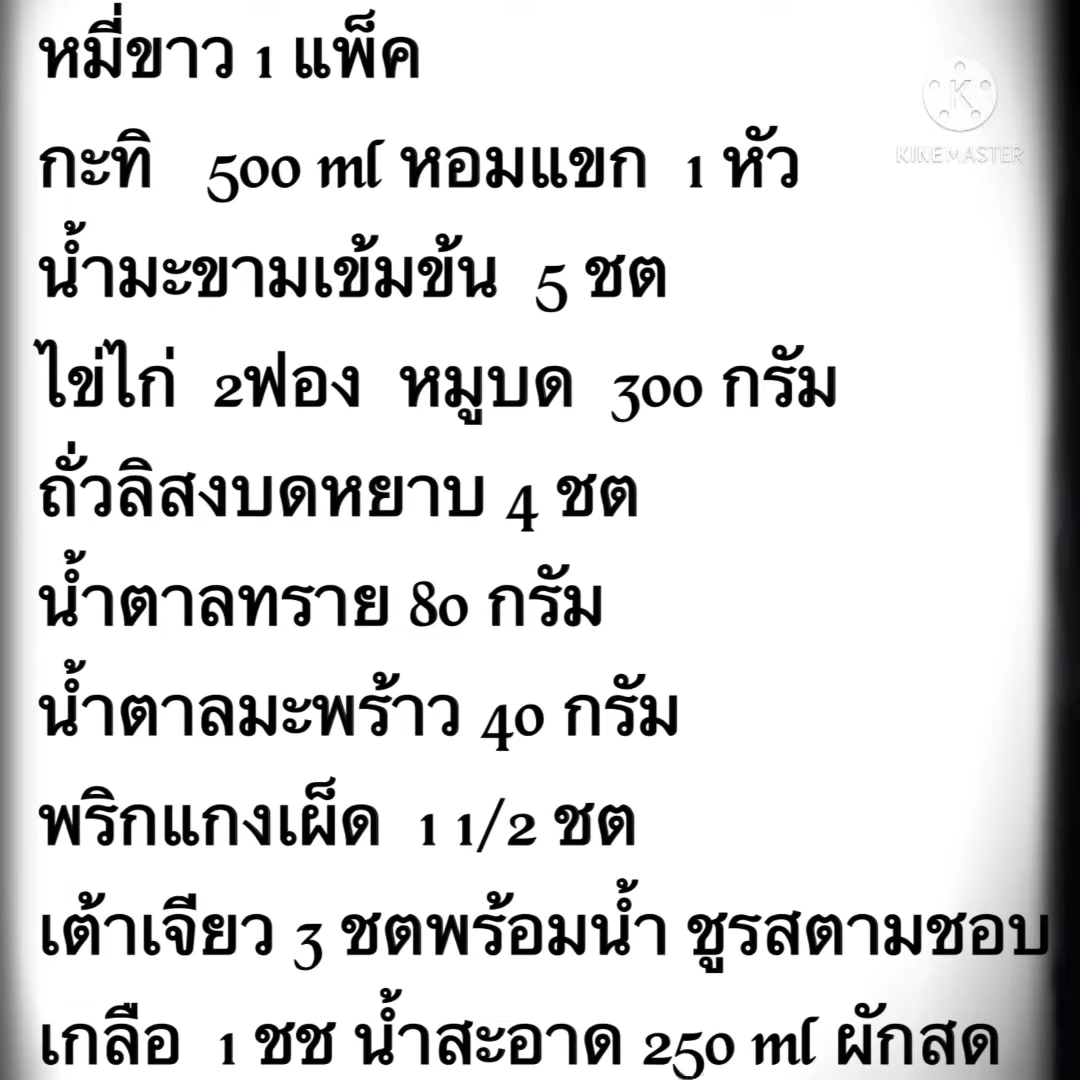 หมี่ขาว 1 แพ็ค
กะทิ 500 ml หอมแขก 1 หัว
น้ำมะขามเข้มข้น 5 ชต
ไข่ไก่ 2ฟอง หมูบด 300 กรัม
ถั่วลิสงบดหยาบ 4 ชต
น้ำตาลทราย 80 กรัม
น้ำตาลมะพร้าว 40 กรัม
พริกแกงเผ็ด 1 1/2 ชต
เต้าเจียว 3 ชตพร้อมน้ำ ชูรสตามชอบ
เกลือ 1 ชช น้ำสะอาด 250 ml ผักสด
K
KINEMASTER